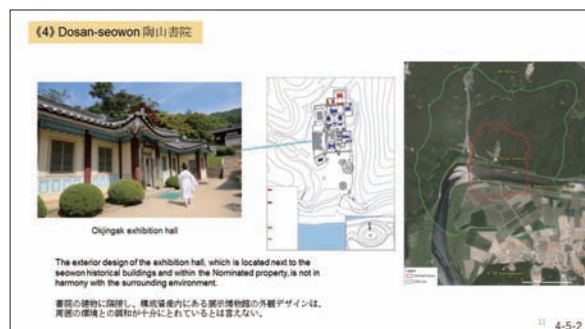 《4》 Dosan-seowon 陶山書院
Okjingak exhibition hall
The exterior design of the exhibition hall, which is located next to the
seowon historical buildings and within the Nominated property, is not in
harmony with the surrounding environment.
書院の建物に隣接し、構成資産内にある展示博物館の外観デザインは、
周囲の環境との調和が十分にとれているとは言えない。
4-5-2